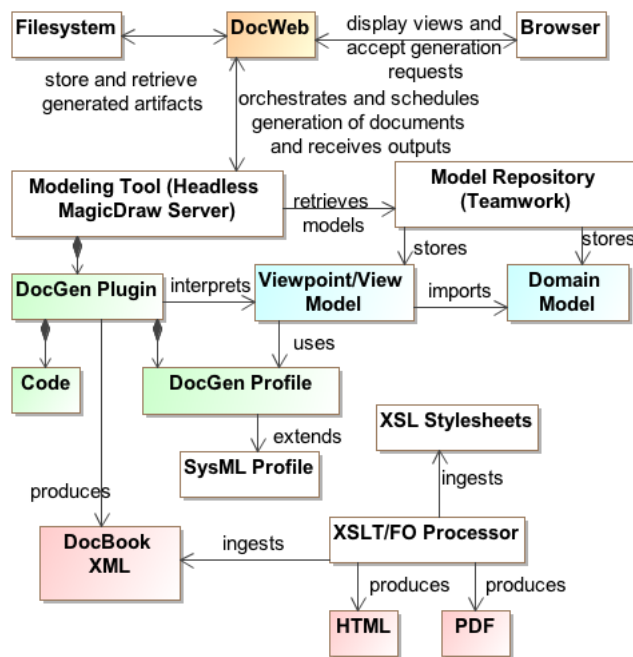 Filesystem
DocWeb
display views and
accept generation
requests
Browser
store and retrieve
generated artifacts
orchestrates and schedules
generation of documents
and receives outputs
Modeling Tool (Headless
MagicDraw Server)
retrieves
models
Model Repository
(Teamwork)
stores
stores
DocGen Plugin
interprets
Viewpoint/View
Model
imports
Domain
Model
uses
Code
DocGen Profile
extends
SysML Profile
XSL Stylesheets
ingests
produces
DocBook
XML
ingests
XSLT/FO Processor
produces
produces
HTML
PDF